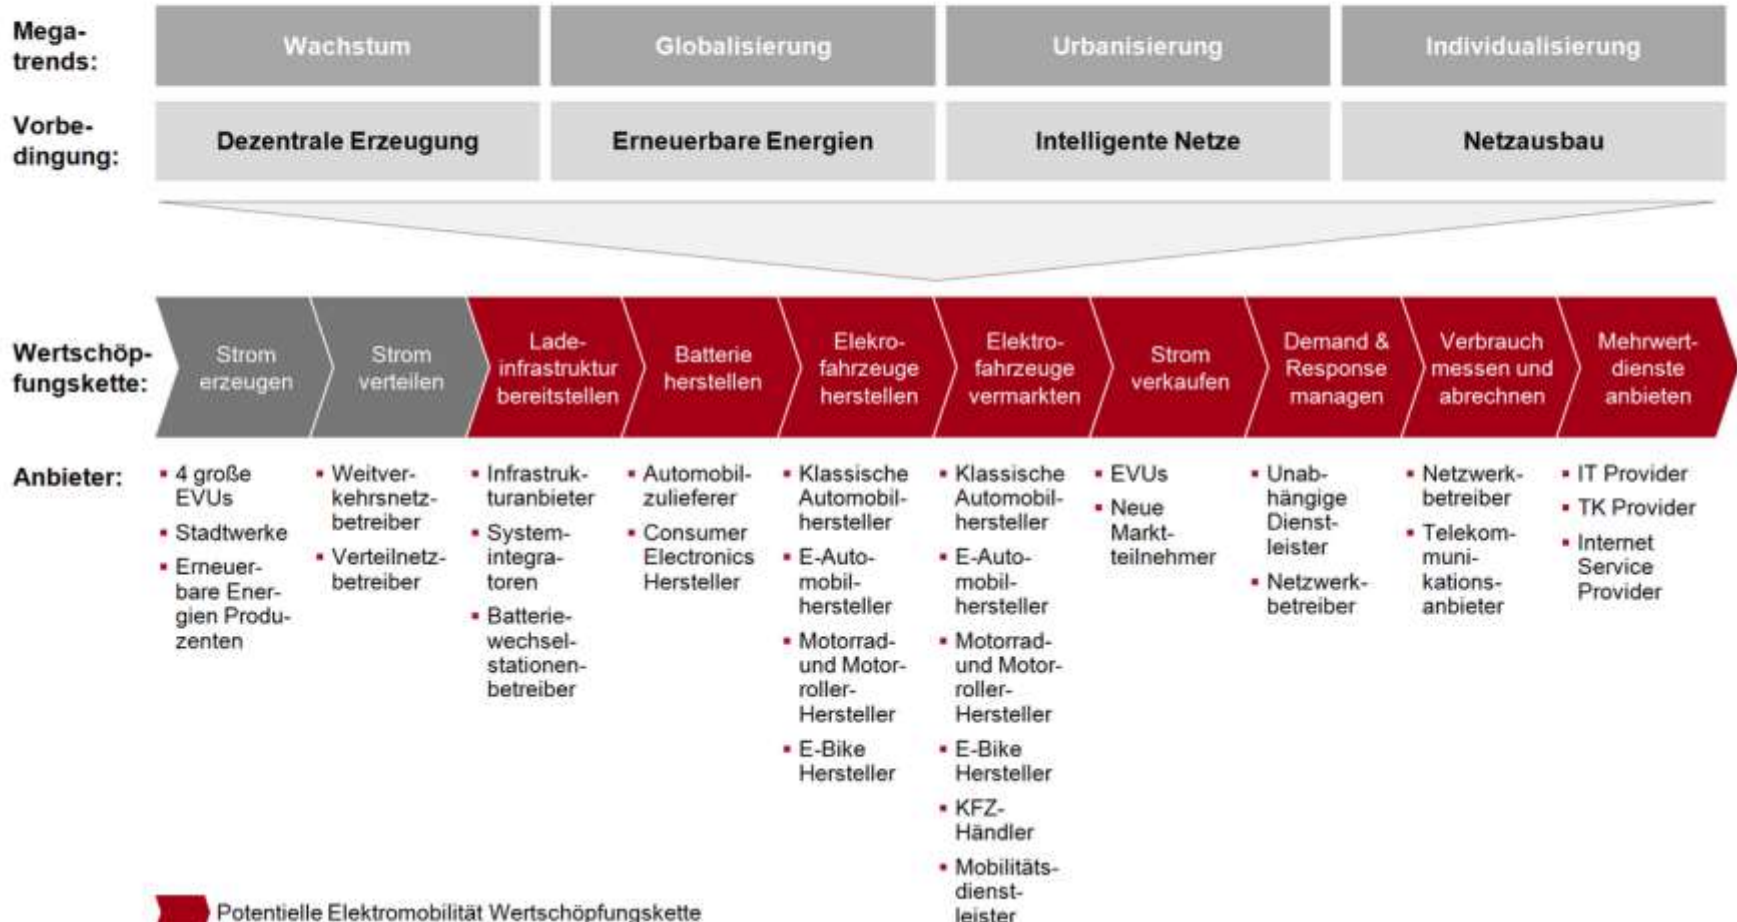 Mega-
trends:
Wachstum
Globalisierung
Urbanisierung
Individualisierung
Vorbe-
dingung:
Dezentrale Erzeugung
Erneuerbare Energien
Intelligente Netze
Netzausbau
Wertschöp-
fungskette:
Strom
erzeugen
Strom
verteilen
Lade-
infrastruktur
bereitstellen
Batterie
herstellen
Elekro-
fahrzeuge
herstellen
Elektro-
fahrzeuge
vermarkten
Strom
verkaufen
Demand &
Response
managen
Verbrauch
messen und
abrechnen
Mehrwert-
dienste
anbieten
Anbieter:
▪ 4 große
EVUs
▪ Stadtwerke
▪ Erneuer-
bare Ener-
gien Produ-
zenten
▪ Weitver-
kehrsnetz-
betreiber
▪ Verteilnetz-
betreiber
▪ Infrastruk-
turanbieter
▪ System-
integra-
toren
▪ Batterie-
wechsel-
stationen-
betreiber
▪ Automobil-
zulieferer
▪ Consumer
Electronics
Hersteller
▪ Klassische
Automobil-
hersteller
▪ E-Auto-
mobil-
hersteller
▪ Motorrad-
und Motor-
roller-
Hersteller
▪ E-Bike
Hersteller
▪ Klassische
Automobil-
hersteller
▪ E-Auto-
mobil-
hersteller
▪ Motorrad-
und Motor-
roller-
Hersteller
▪ E-Bike
Hersteller
▪ KFZ-
Händler
▪ Mobilitäts-
dienst-
leister
▪ EVUs
▪ Neue
Markt-
teilnehmer
▪ Unab-
hängige
Dienst-
leister
▪ Netzwerk-
betreiber
▪ Netzwerk-
betreiber
▪ Telekom-
muni-
kations-
anbieter
▪ IT Provider
▪ TK Provider
▪ Internet
Service
Provider
Potentielle Elektromobilität Wertschöpfungskette